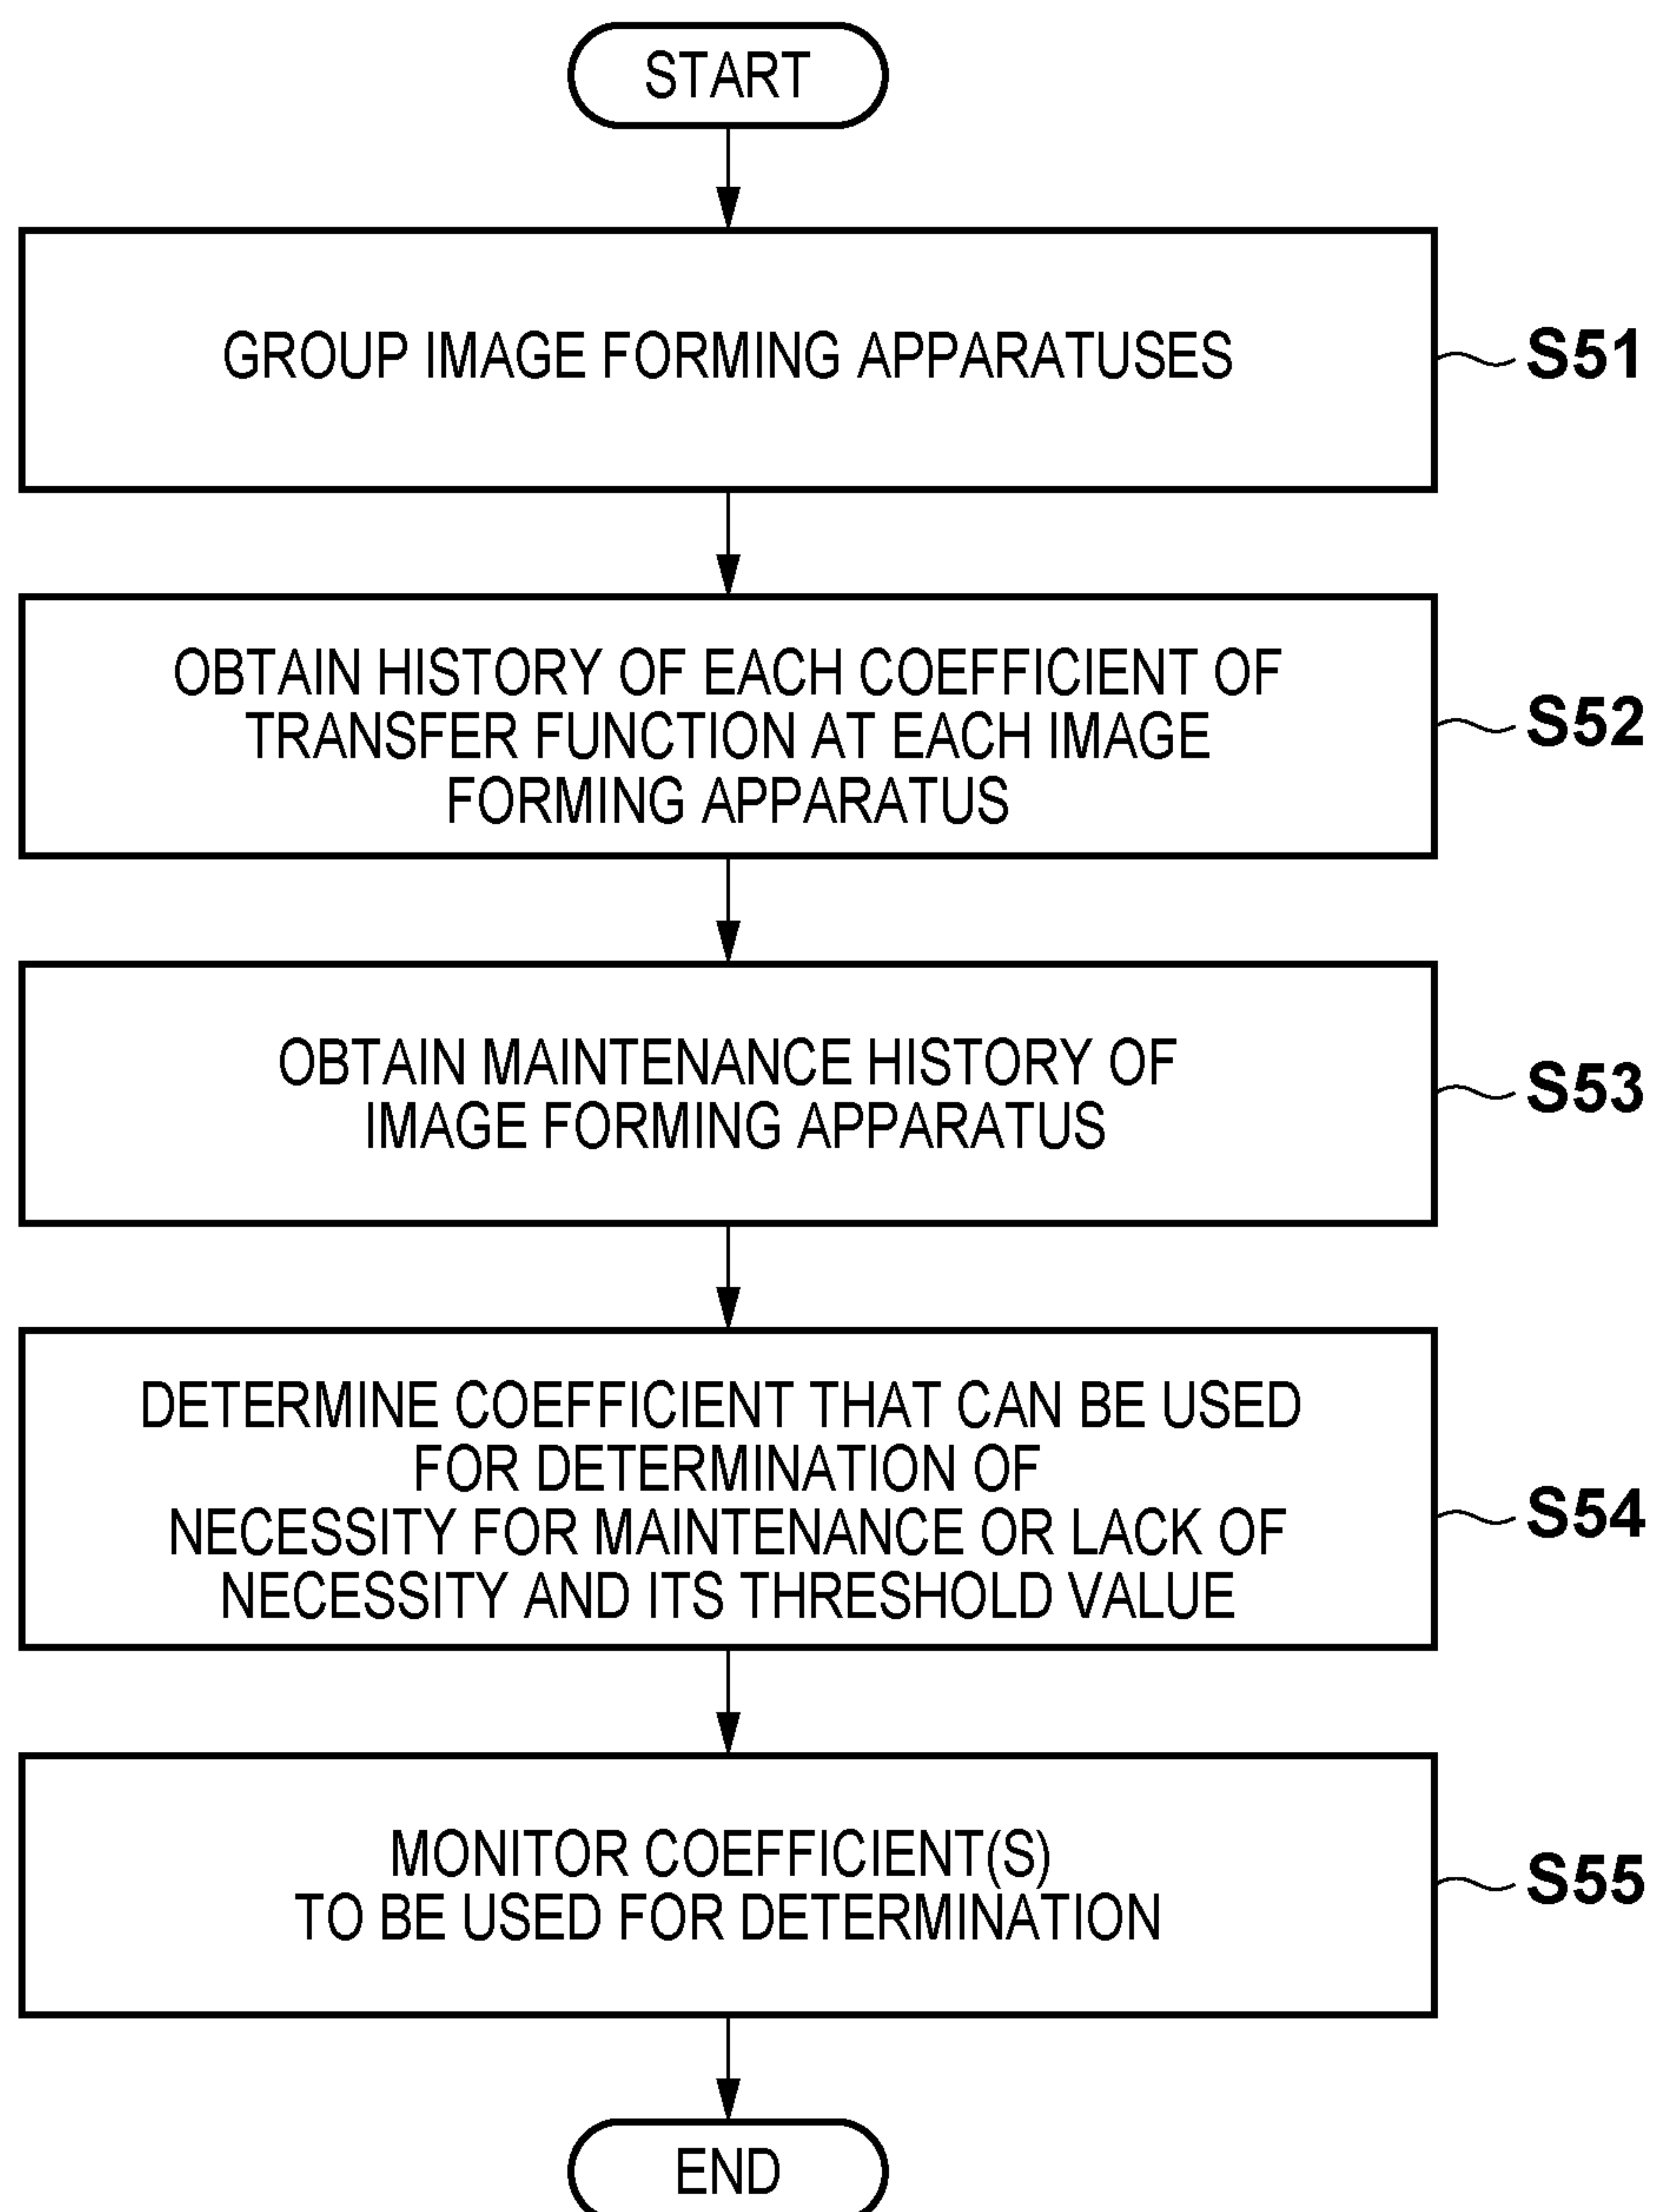 START
GROUP IMAGE FORMING APPARATUSES
S51
OBTAIN HISTORY OF EACH COEFFICIENT OF
TRANSFER FUNCTION AT EACH IMAGE
FORMING APPARATUS
S52
OBTAIN MAINTENANCE HISTORY OF
IMAGE FORMING APPARATUS
S53
DETERMINE COEFFICIENT THAT CAN BE USED
FOR DETERMINATION OF
NECESSITY FOR MAINTENANCE OR LACK OF
NECESSITY AND ITS THRESHOLD VALUE
S54
MONITOR COEFFICIENT(S)
TO BE USED FOR DETERMINATION
S55
END